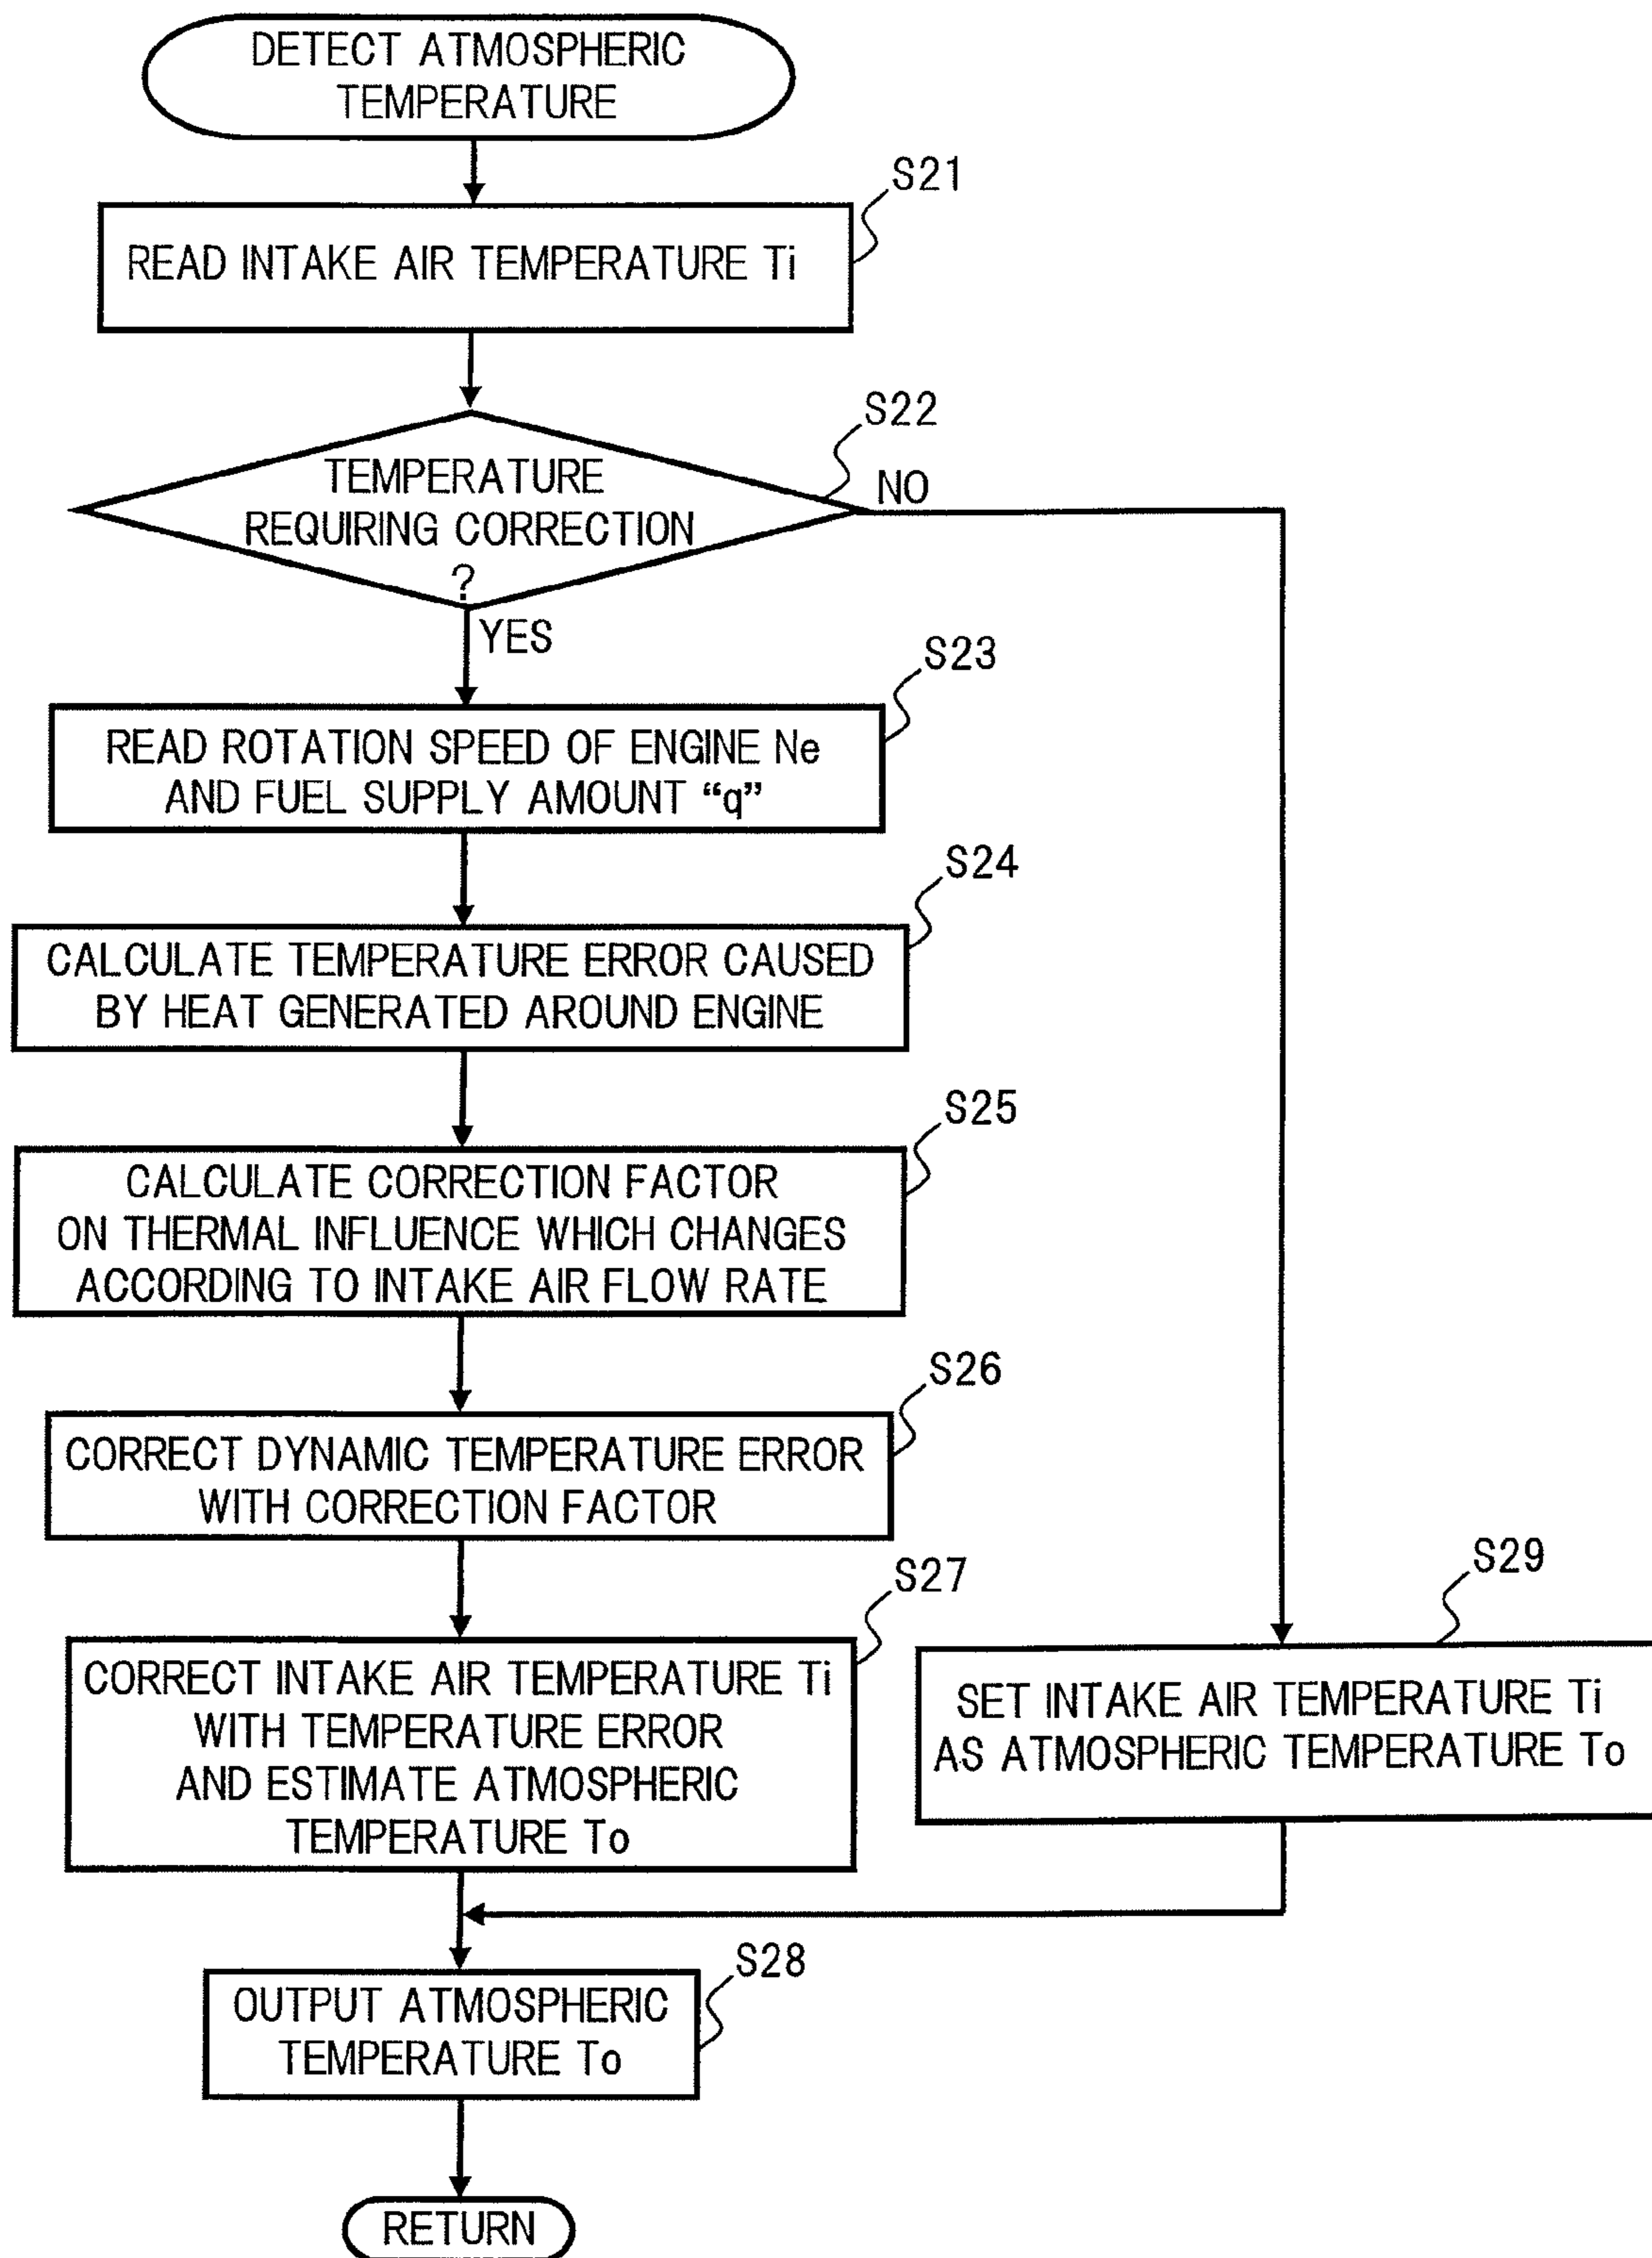 DETECT ATMOSPHERIC
TEMPERATURE
S21
READ INTAKE AIR TEMPERATURE Ti
S22
TEMPERATURE
REQUIRING CORRECTION
?
NO
YES
S23
READ ROTATION SPEED OF ENGINE Ne
AND FUEL SUPPLY AMOUNT “q”
S24
CALCULATE TEMPERATURE ERROR CAUSED
BY HEAT GENERATED AROUND ENGINE
S25
CALCULATE CORRECTION FACTOR
ON THERMAL INFLUENCE WHICH CHANGES
ACCORDING TO INTAKE AIR FLOW RATE
S26
CORRECT DYNAMIC TEMPERATURE ERROR
WITH CORRECTION FACTOR
S27
CORRECT INTAKE AIR TEMPERATURE Ti
WITH TEMPERATURE ERROR
AND ESTIMATE ATMOSPHERIC
TEMPERATURE To
S29
SET INTAKE AIR TEMPERATURE Ti
AS ATMOSPHERIC TEMPERATURE To
S28
OUTPUT ATMOSPHERIC
TEMPERATURE To
RETURN